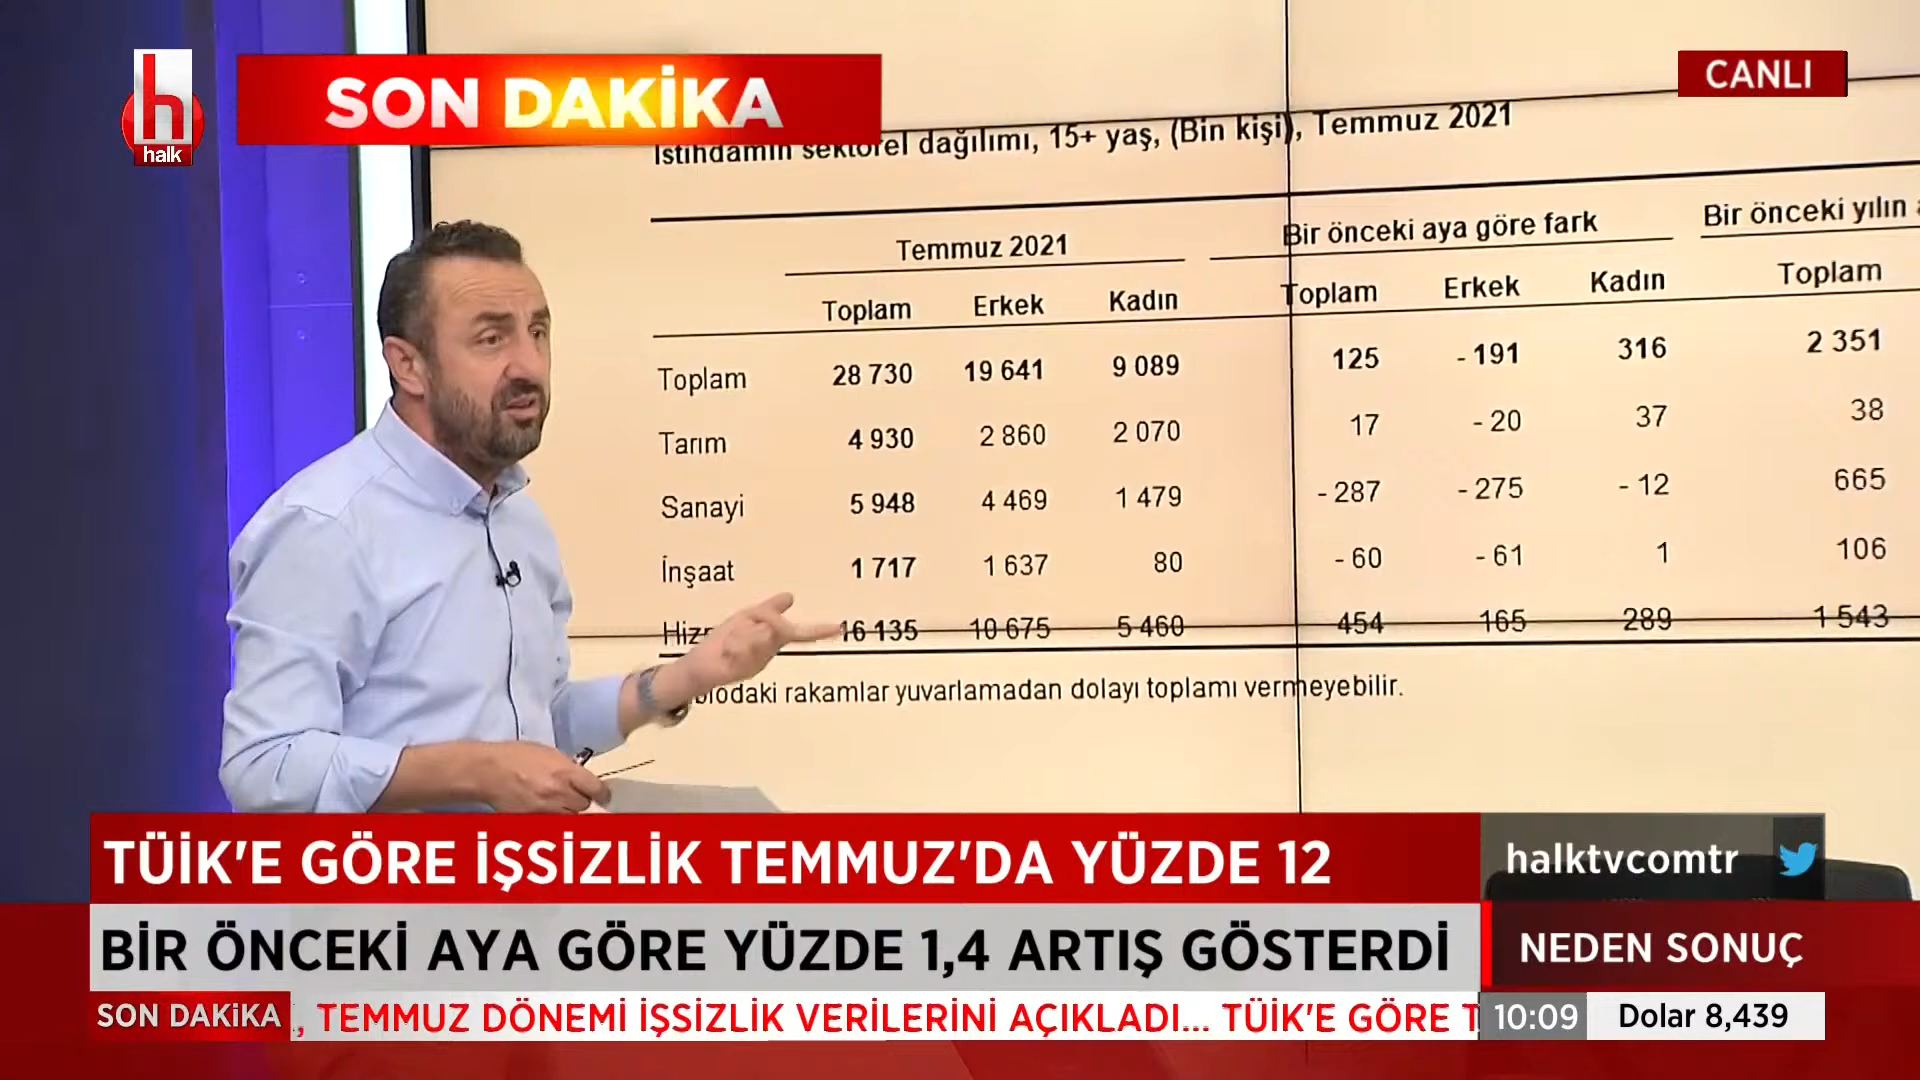 h
halk
SON DAKİKA
CANLI
İstihdamın sektörel dağılımı, 15+ yaş, (Bin kişi), Temmuz 2021
Temmuz 2021 Bir önceki aya göre fark Bir önceki yılın
Toplam Erkek Kadın Toplam Erkek Kadın Toplam
Toplam 28 730 19 641 9 089 125 - 191 316 2 351
Tarım 4 930 2 860 2 070 17 - 20 37 38
Sanayi 5 948 4 469 1 479 - 287 - 275 - 12 665
İnşaat 1 717 1 637 80 - 60 - 61 1 106
16 135 10 675 5 460 454 165 289 1 543
rakamlar yuvarlamadan dolayı toplamı vermeyebilir.
TÜİK'E GÖRE İŞSİZLİK TEMMUZ'DA YÜZDE 12
halktvcomtr
BİR ÖNCEKİ AYA GÖRE YÜZDE 1,4 ARTIŞ GÖSTERDİ
NEDEN SONUÇ
SON DAKİKA , TEMMUZ DÖNEMİ İŞSİZLİK VERİLERİNİ AÇIKLADI... TÜİK'E GÖRE
10:09 Dolar 8,439